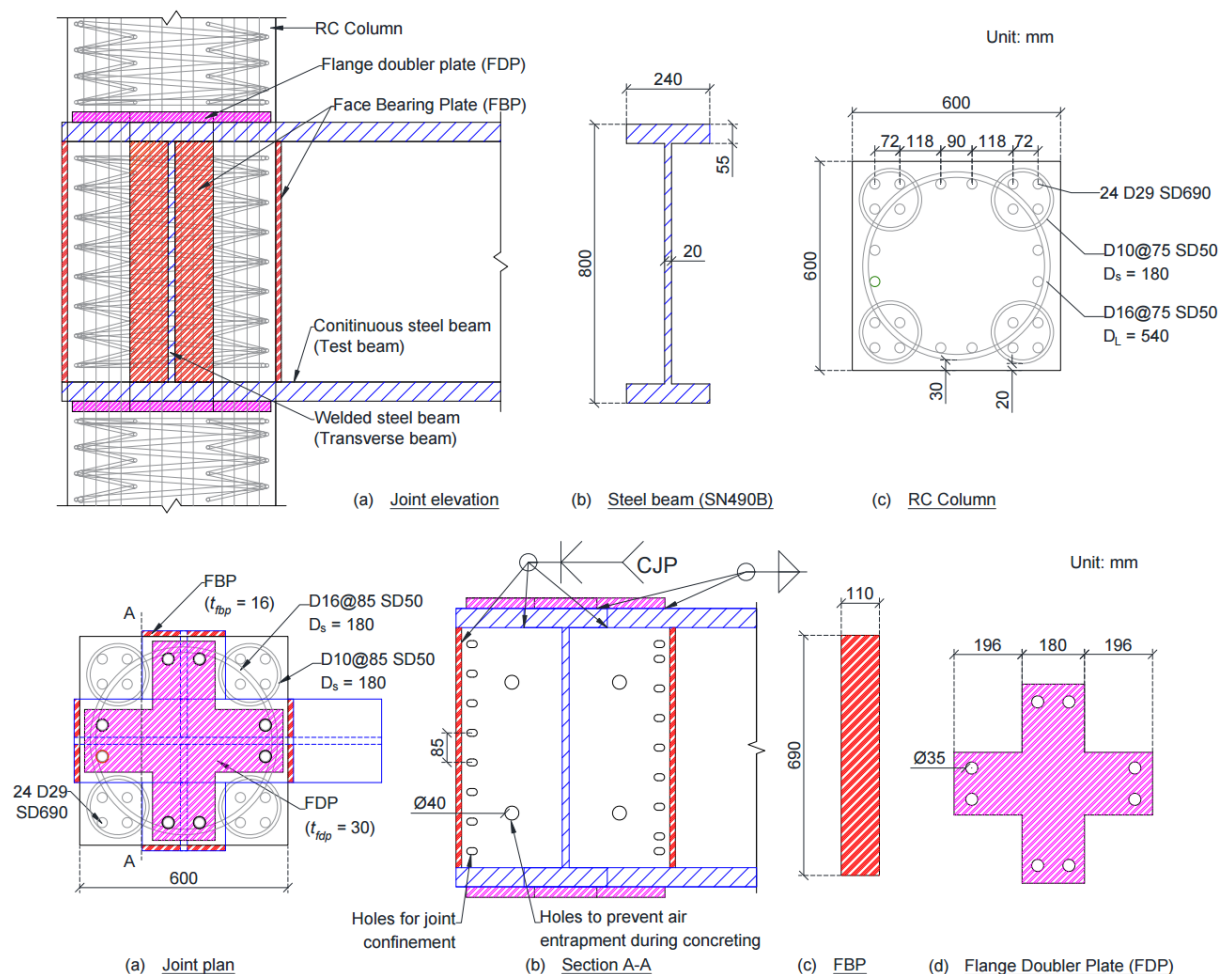 RC Column
Flange doubler plate (FDP)
Face Bearing Plate (FBP)
Conitinuous steel beam
(Test beam)
Welded steel beam
(Transverse beam)
(a) Joint elevation
240
800
55
20
(b) Steel beam (SN490B)
Unit: mm
600
72 118 90 118 72
600
24 D29 SD690
D10@75 SD50
Ds = 180
D16@75 SD50
DL = 540
30
20
(c) RC Column
A
FBP
(tfbp = 16)
D16@85 SD50
Ds = 180
D10@85 SD50
Ds = 180
24 D29
SD690
FDP
(tfdp = 30)
A
600
(a) Joint plan
CJP
85
Ø40
Holes for joint
confinement
Holes to prevent air
entrapment during concreting
(b) Section A-A
110
690
(c) FBP
Unit: mm
196 180 196
Ø35
(d) Flange Doubler Plate (FDP)